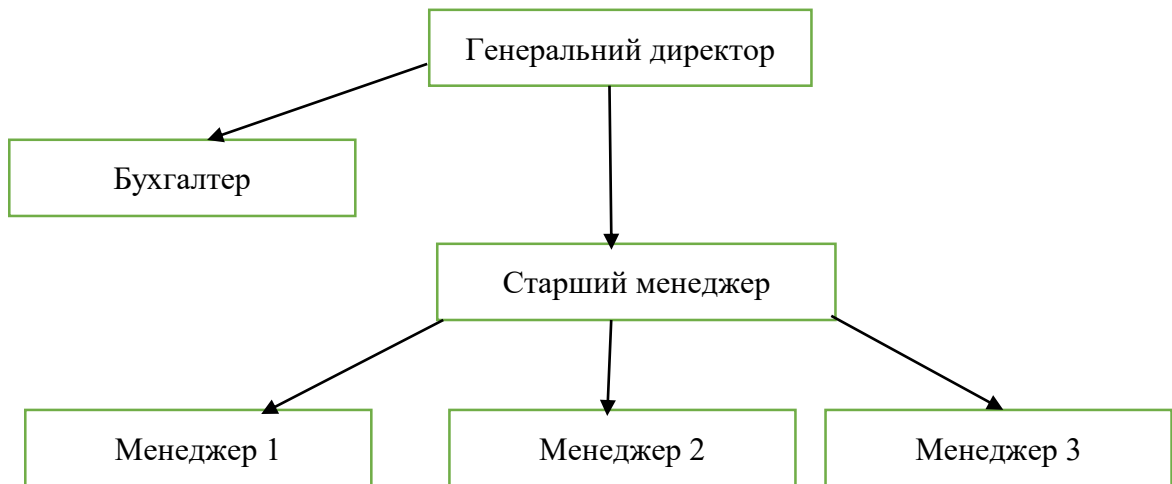 Генеральний директор
Бухгалтер
Старший менеджер
Менеджер 1
Менеджер 2
Менеджер 3